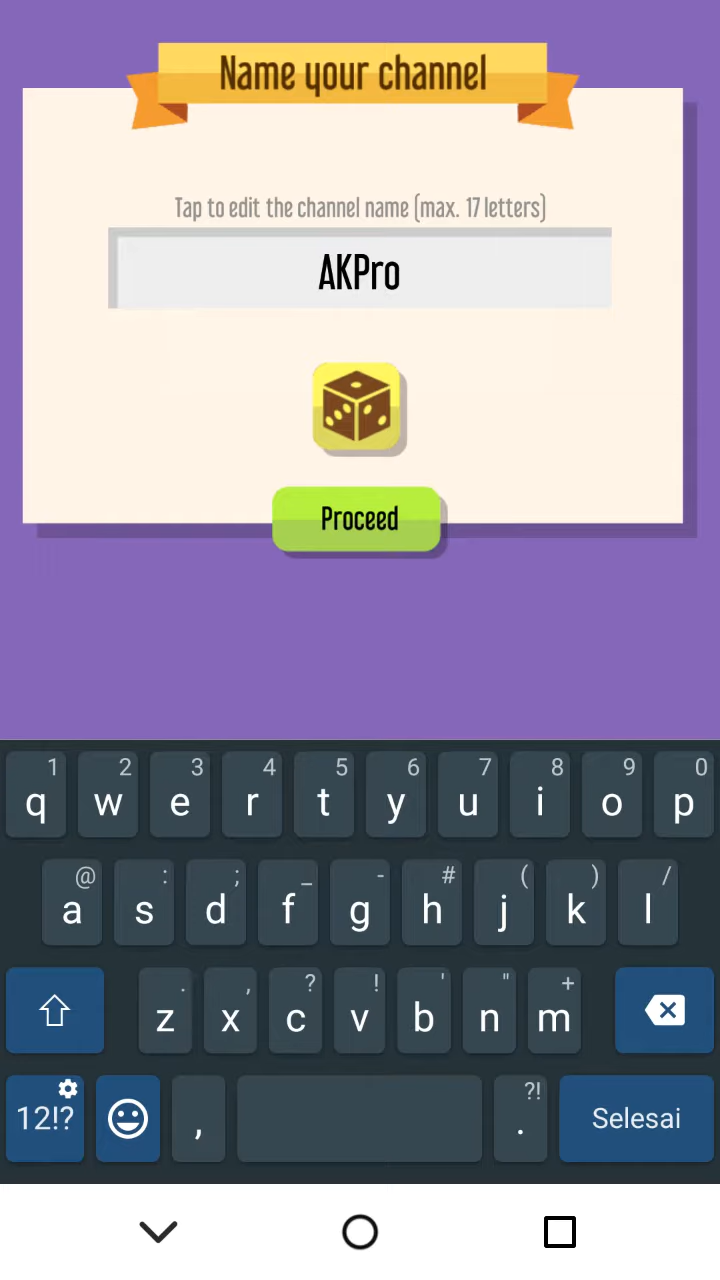 Name your channel
Tap to edit the channel name (max. 17 letters)
AKPro
Proceed
1 2 3 4 5 6 7 8 9 0
q w e r t y u i o p
@ : ; _ - # ( ) /
a s d f g h j k l
. , ? ! ' " +
z x c v b n m
?!
12!? , . Selesai